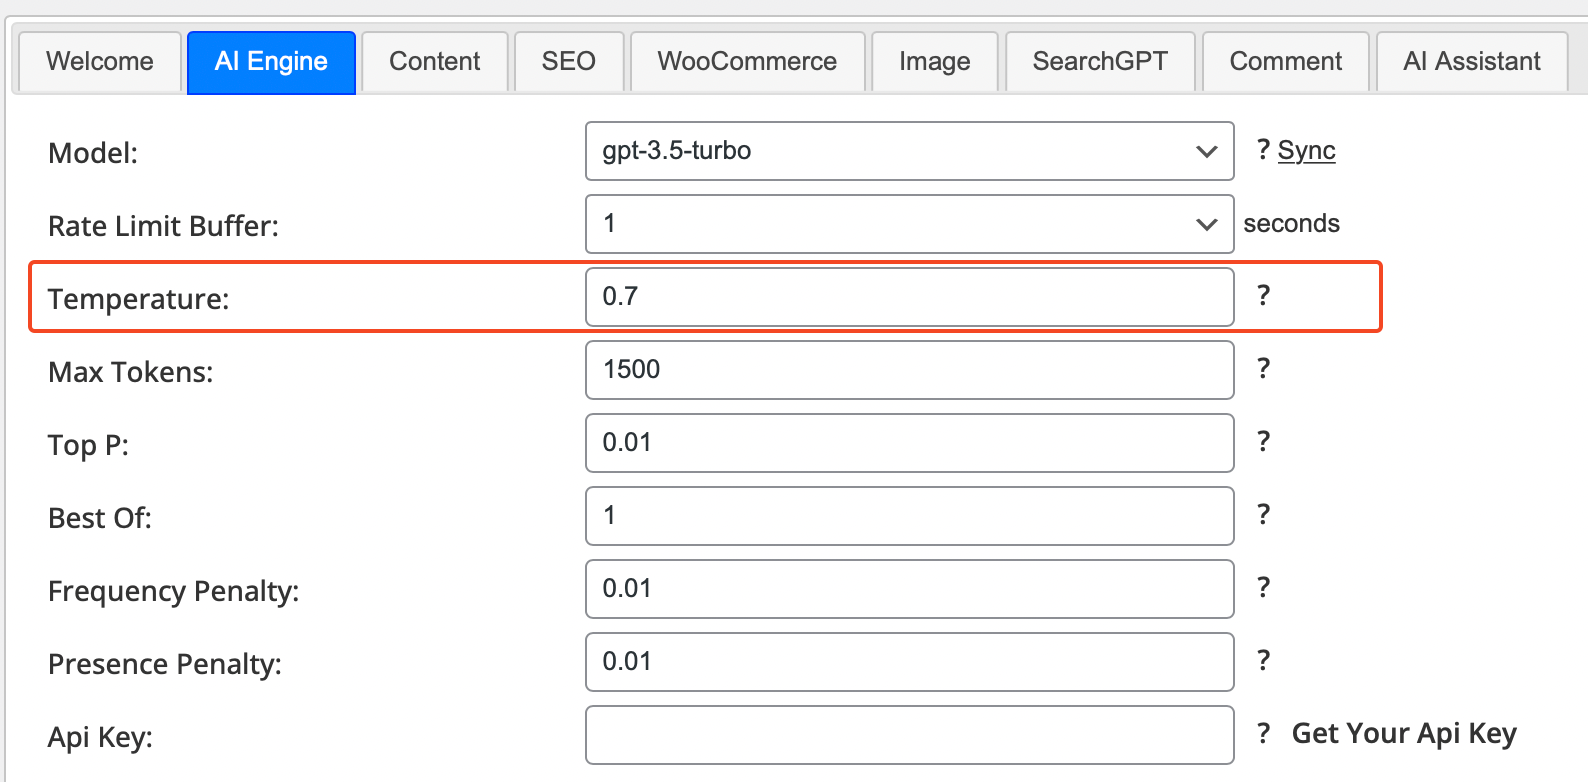 Welcome AI Engine Content SEO WooCommerce Image SearchGPT Comment AI Assistant
Model: gpt-3.5-turbo ? Sync
Rate Limit Buffer: 1 seconds
Temperature: 0.7 ?
Max Tokens: 1500 ?
Top P: 0.01 ?
Best Of: 1 ?
Frequency Penalty: 0.01 ?
Presence Penalty: 0.01 ?
Api Key: ? Get Your Api Key